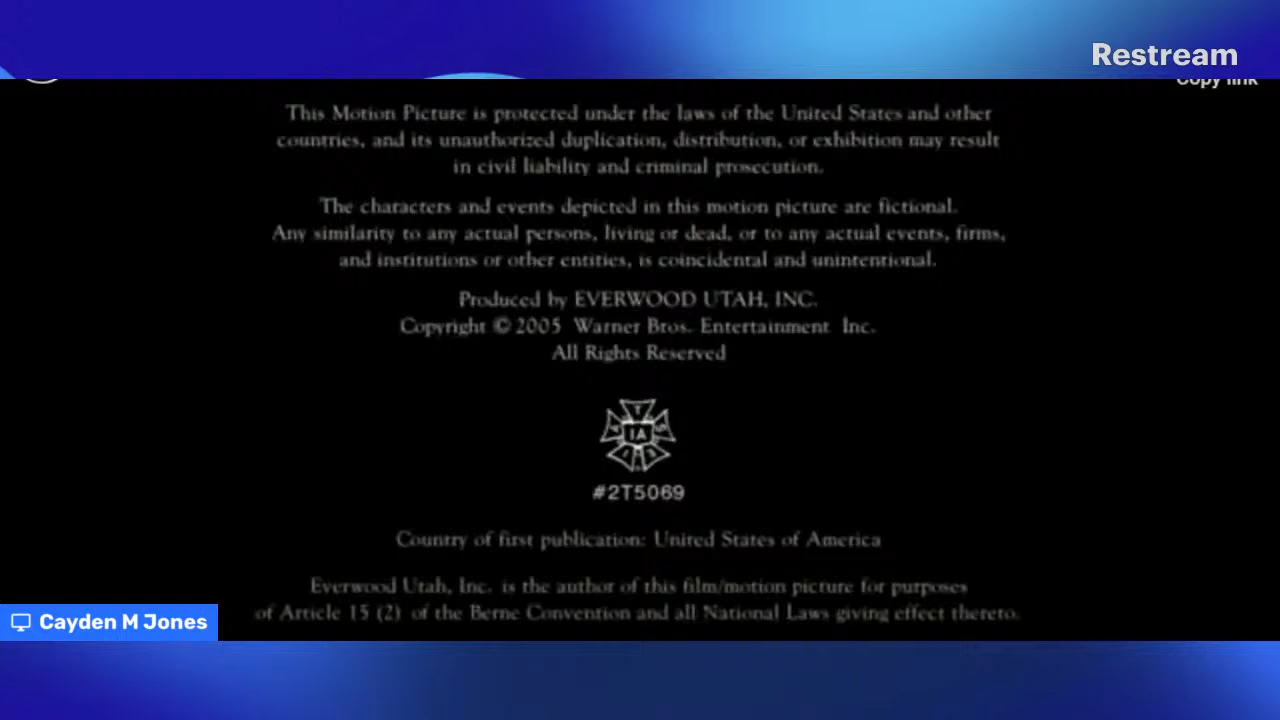 Restream
Copy link
This Motion Picture is protected under the laws of the United States and other
countries, and its unauthorized duplication, distribution, or exhibition may result
in civil liability and criminal prosecution.
The characters and events depicted in this motion picture are fictional.
Any similarity to any actual persons, living or dead, or to any actual events, firms,
and institutions or other entities, is coincidental and unintentional.
Produced by EVERWOOD UTAH, INC.
Copyright © 2005 Warner Bros. Entertainment Inc.
All Rights Reserved
IA
#2T5069
Country of first publication: United States of America
Everwood Utah, Inc. is the author of this film/motion picture for purposes
of Article 15 (2) of the Berne Convention and all National Laws giving effect thereto.
Cayden M Jones